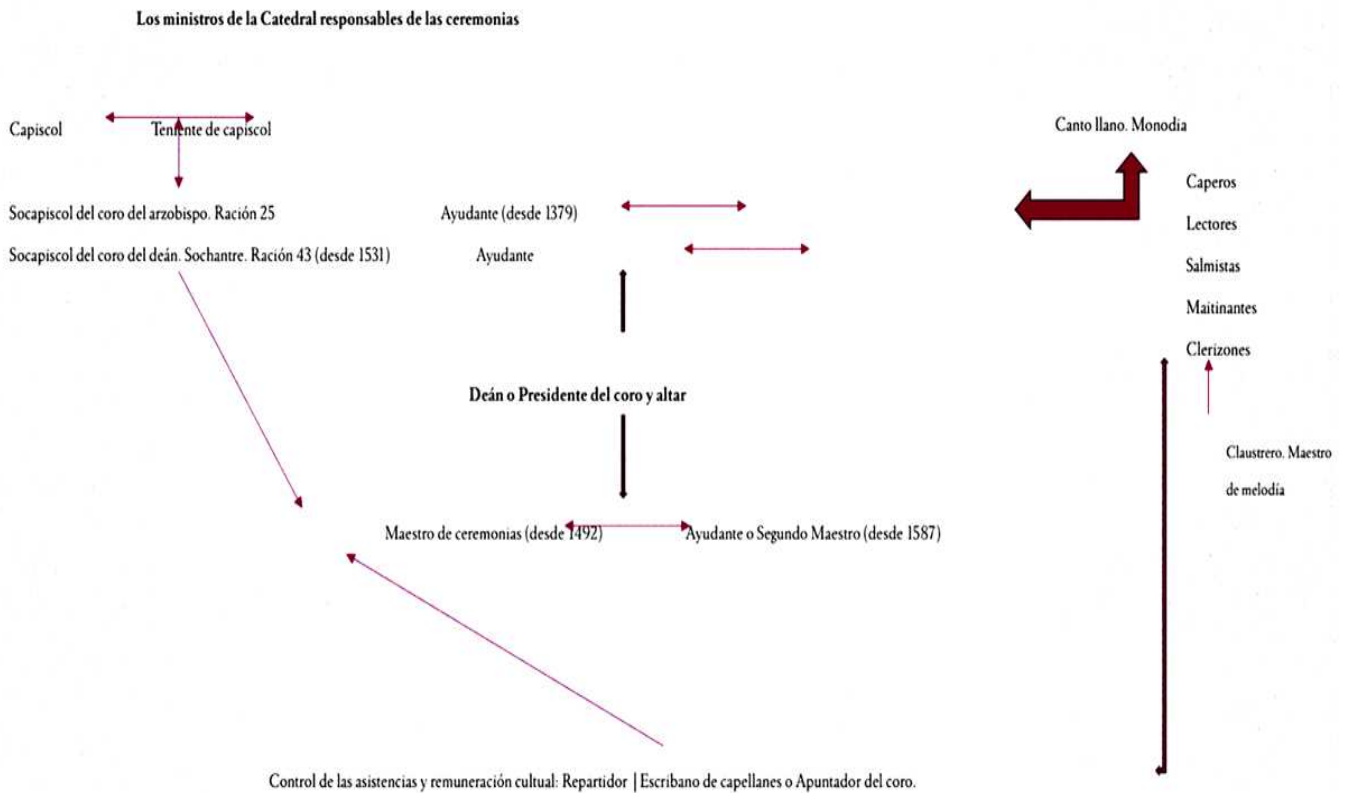 Los ministros de la Catedral responsables de las ceremonias
Capiscol
Teniente de capiscol
Canto llano. Monodia
Caperos
Socapiscol del coro del arzobispo. Ración 25
Ayudante (desde 1379)
Lectores
Socapiscol del coro del deán. Sochantre. Ración 43 (desde 1531)
Ayudante
Salmistas
Maitinantes
Clerizones
Deán o Presidente del coro y altar
Claustrero. Maestro
de melodía
Maestro de ceremonias (desde 1492)
Ayudante o Segundo Maestro (desde 1587)
Control de las asistencias y remuneración cultual: Repartidor | Escribano de capellanes o Apuntador del coro.